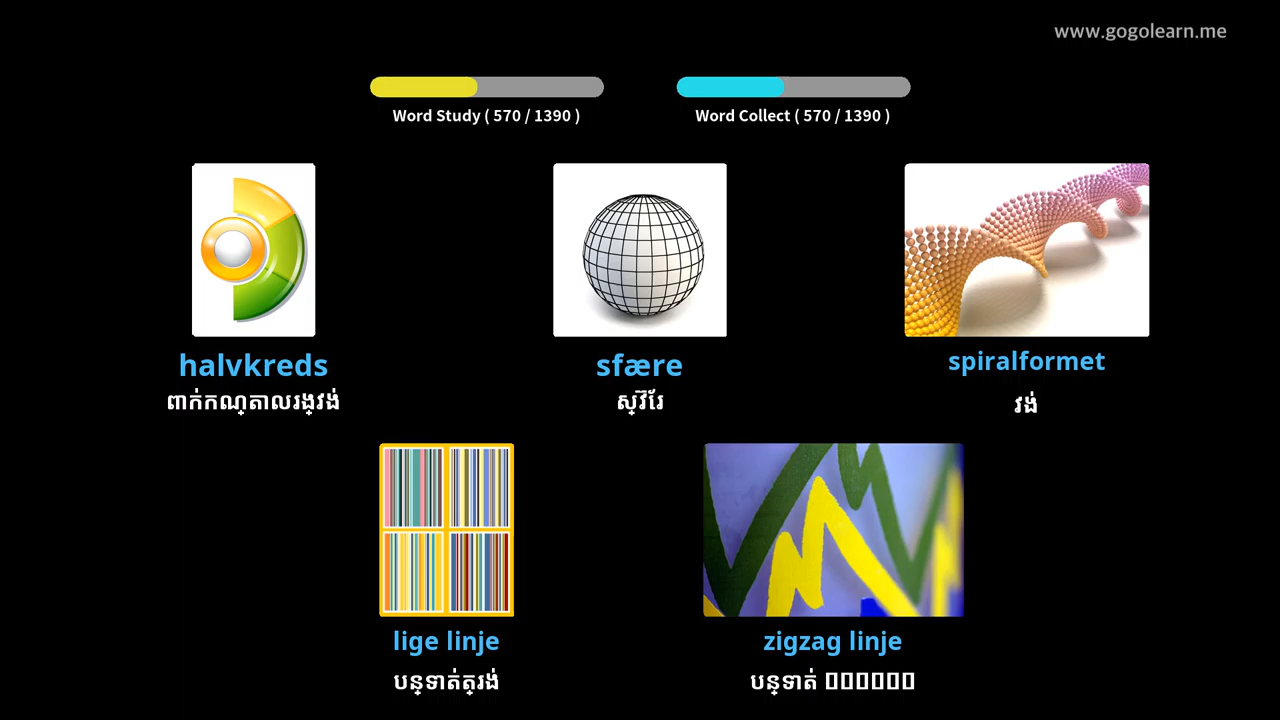 www.gogolearn.me
Word Study ( 570 / 1390 )
Word Collect ( 570 / 1390 )
halvkreds
ពាក់កណ្តាលរង្វង់
sfære
ស្វ៊ែរ
spiralformet
វង់
lige linje
បន្ទាត់ត្រង់
zigzag linje
បន្ទាត់